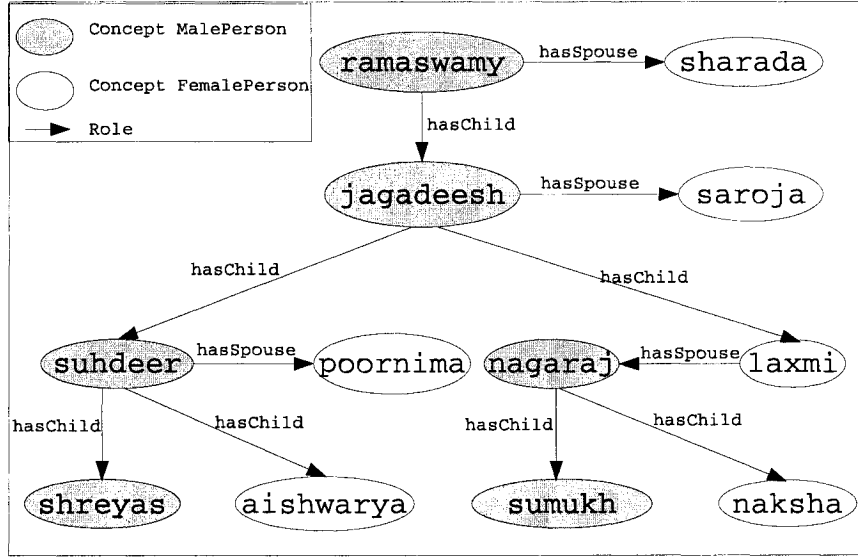 Concept MalePerson
Concept FemalePerson
Role
ramaswamy
hasSpouse
sharada
hasChild
jagadeesh
hasSpouse
saroja
hasChild
hasChild
suhdeer
hasSpouse
poornima
nagaraj
hasSpouse
laxmi
hasChild
hasChild
hasChild
hasChild
shreyas
aishwarya
sumukh
naksha